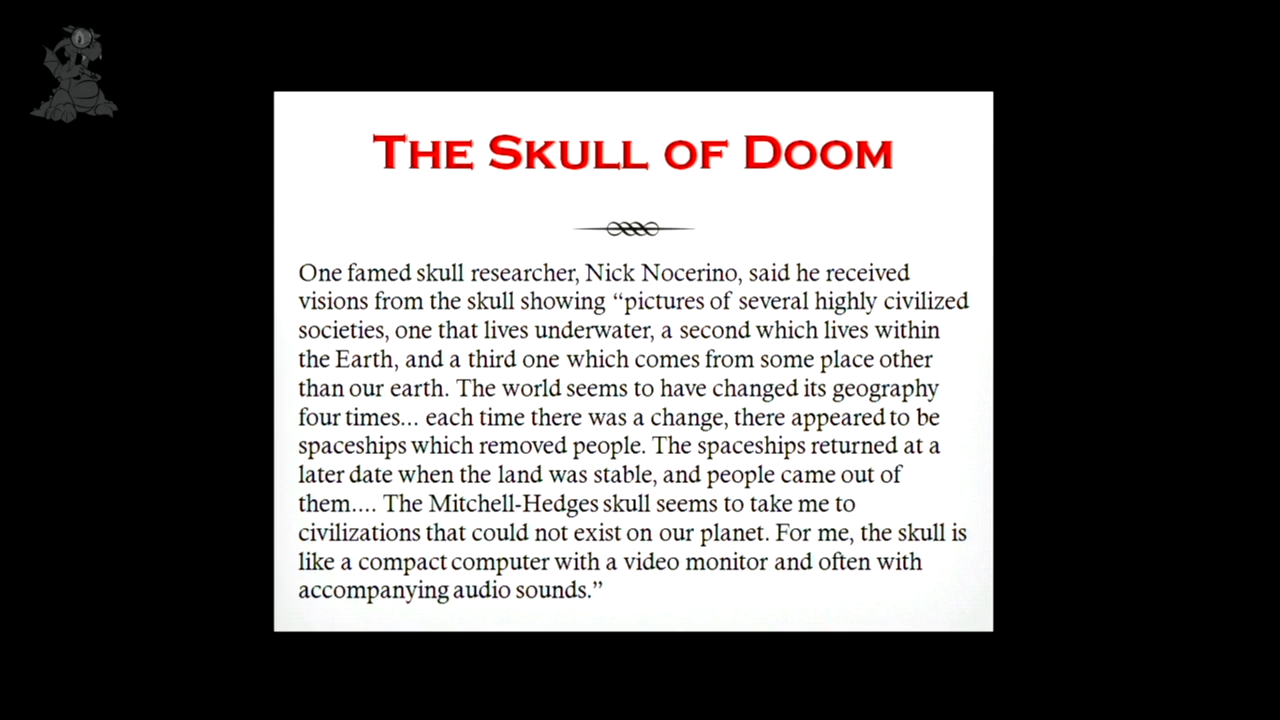 THE SKULL OF DOOM
One famed skull researcher, Nick Nocerino, said he received
visions from the skull showing “pictures of several highly civilized
societies, one that lives underwater, a second which lives within
the Earth, and a third one which comes from some place other
than our earth. The world seems to have changed its geography
four times... each time there was a change, there appeared to be
spaceships which removed people. The spaceships returned at a
later date when the land was stable, and people came out of
them.... The Mitchell-Hedges skull seems to take me to
civilizations that could not exist on our planet. For me, the skull is
like a compact computer with a video monitor and often with
accompanying audio sounds.”